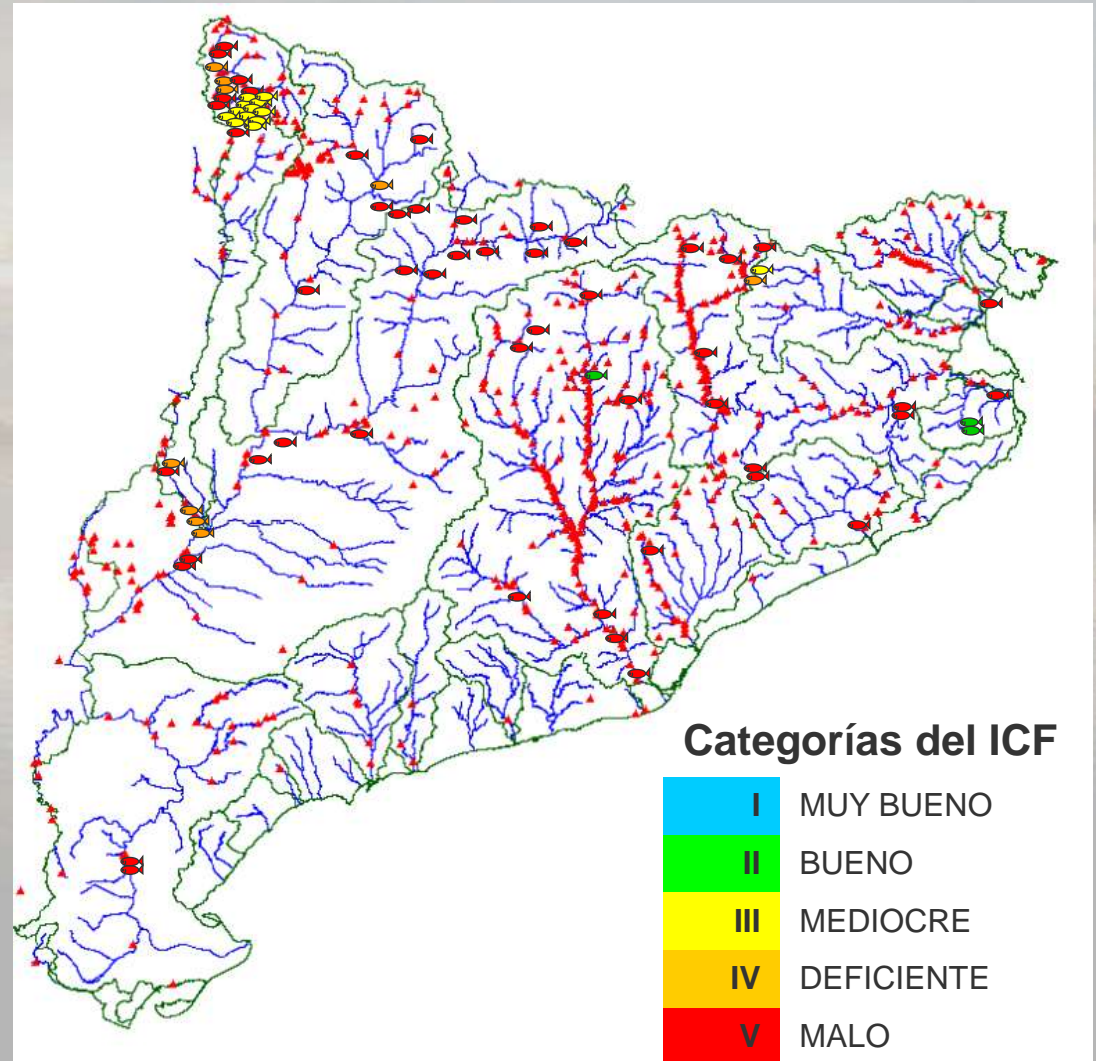 Categorías del ICF
I MUY BUENO
II BUENO
III MEDIOCRE
IV DEFICIENTE
V MALO